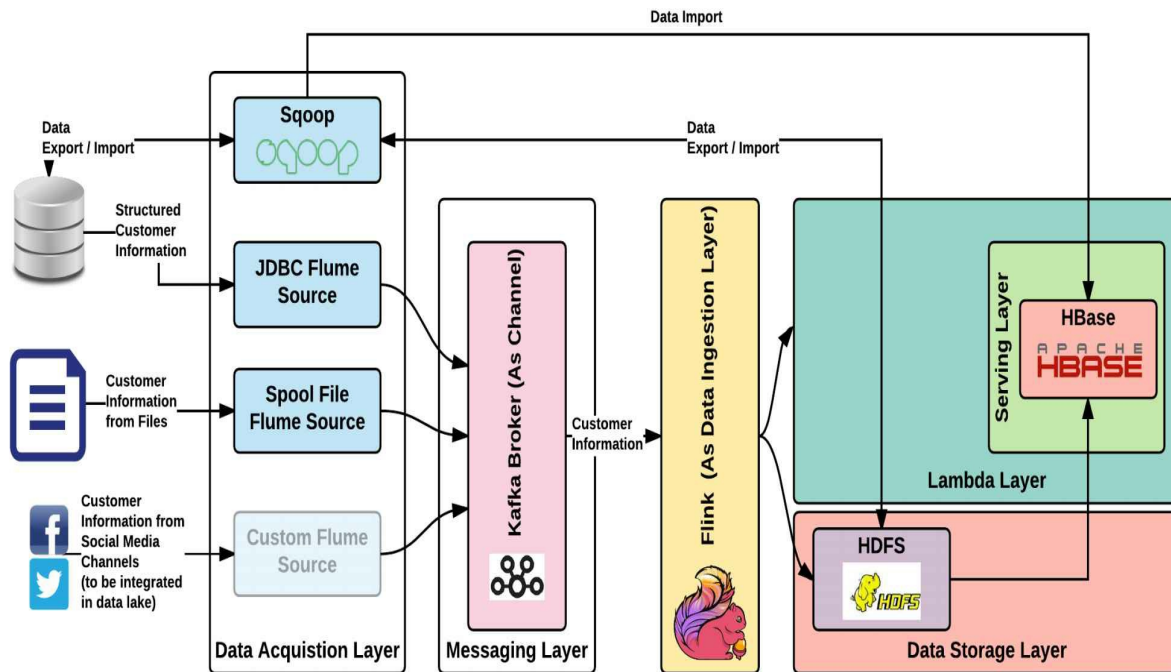 Data Import
Sqoop
sqoop
Data
Export / Import
Data
Export / Import
Structured
Customer
Information
JDBC Flume
Source
Customer
Information
from Files
Spool File
Flume Source
Customer
Information from
Social Media
Channels
(to be integrated
in data lake)
Custom Flume
Source
Data Acquistion Layer
Kafka Broker (As Channel)
Messaging Layer
Customer
Information
Flink (As Data Ingestion Layer)
Serving Layer
HBase
APACHE
HBASE
Lambda Layer
HDFS
HDFS
Data Storage Layer